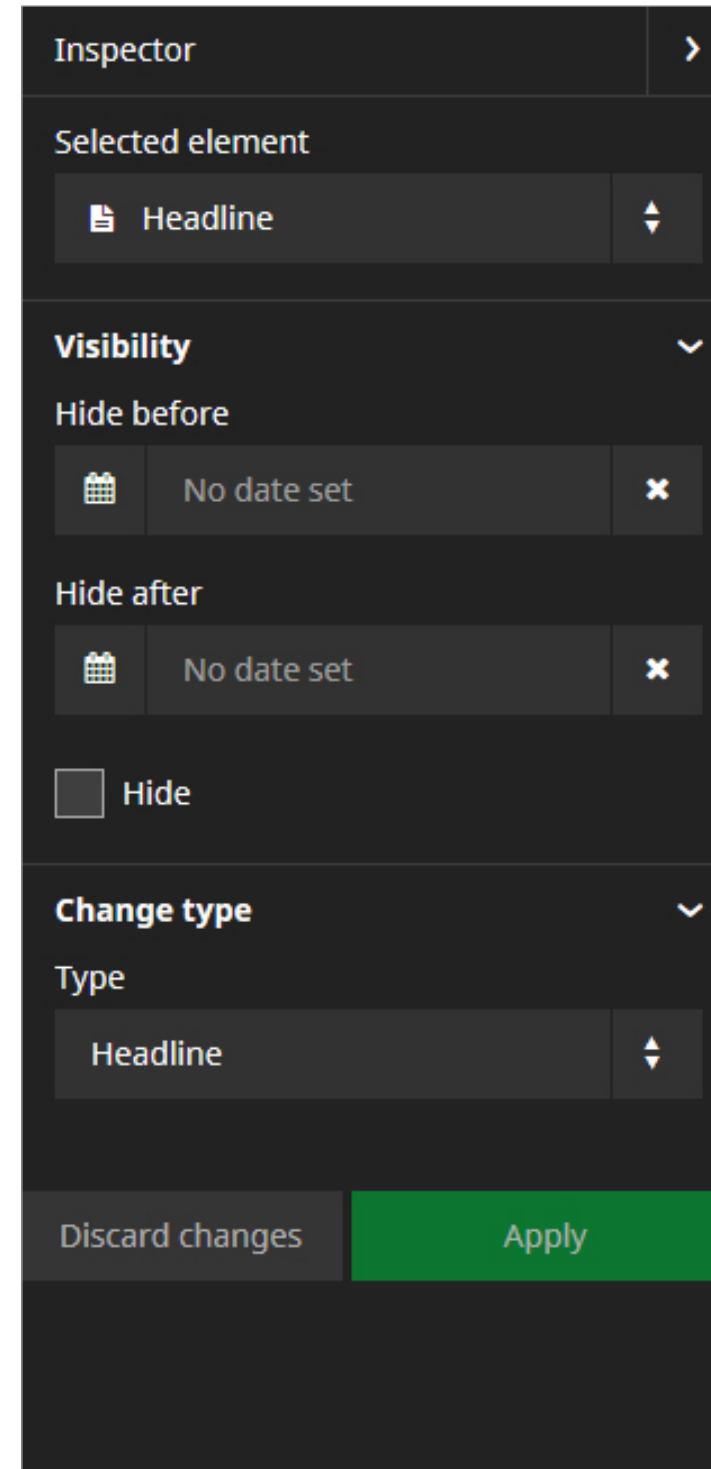 Inspector
Selected element
Headline
Visibility
Hide before
No date set
Hide after
No date set
Hide
Change type
Type
Headline
Discard changes Apply